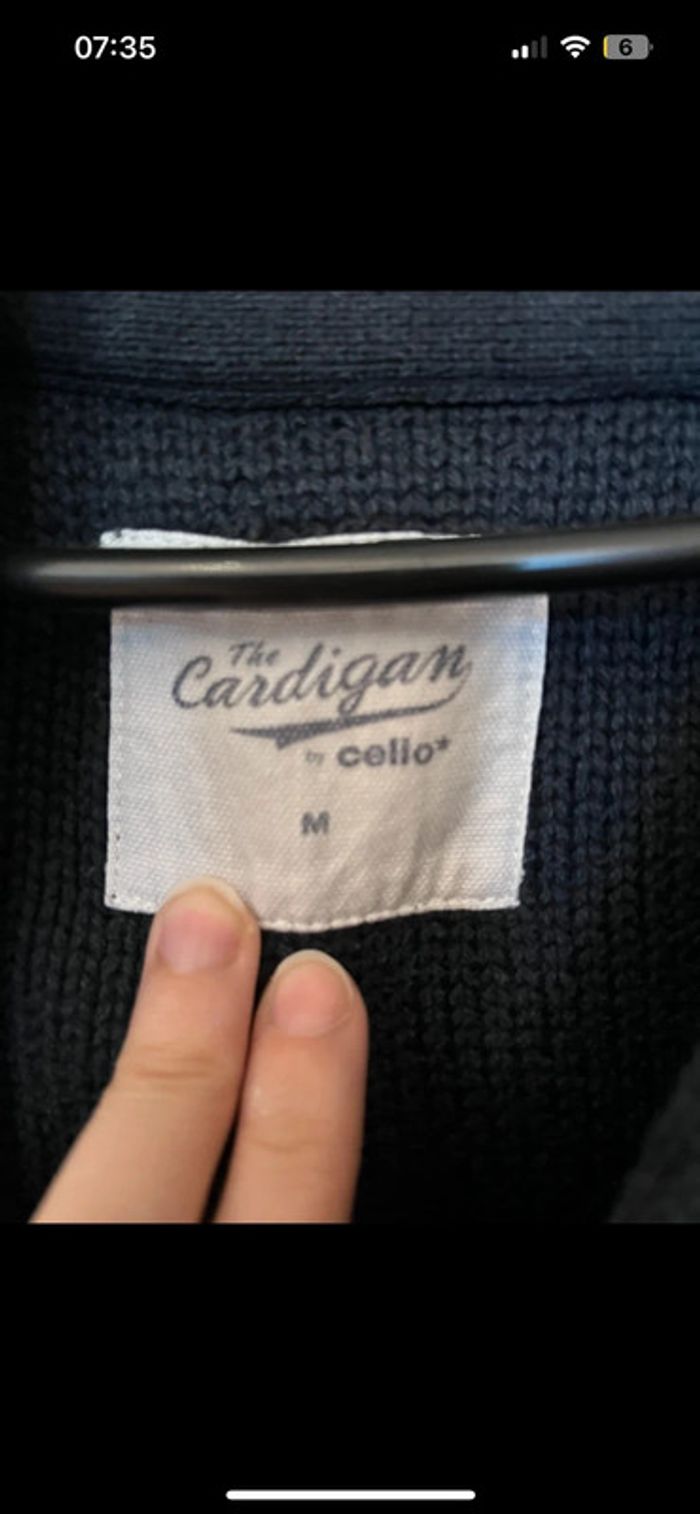 07:35
6
The
Cardigan
by celio*
M